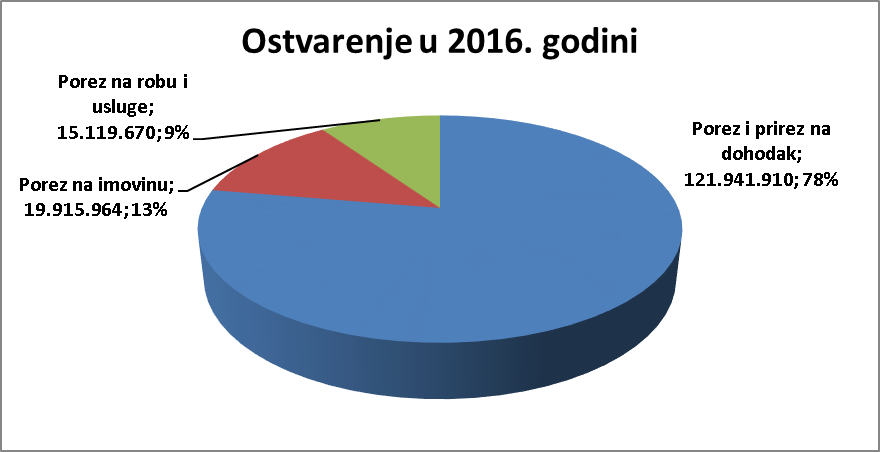 Ostvarenje u 2016. godini
Porez na robu i
usluge;
15.119.670; 9%
Porez na imovinu;
19.915.964; 13%
Porez i prirez na
dohodak;
121.941.910; 78%